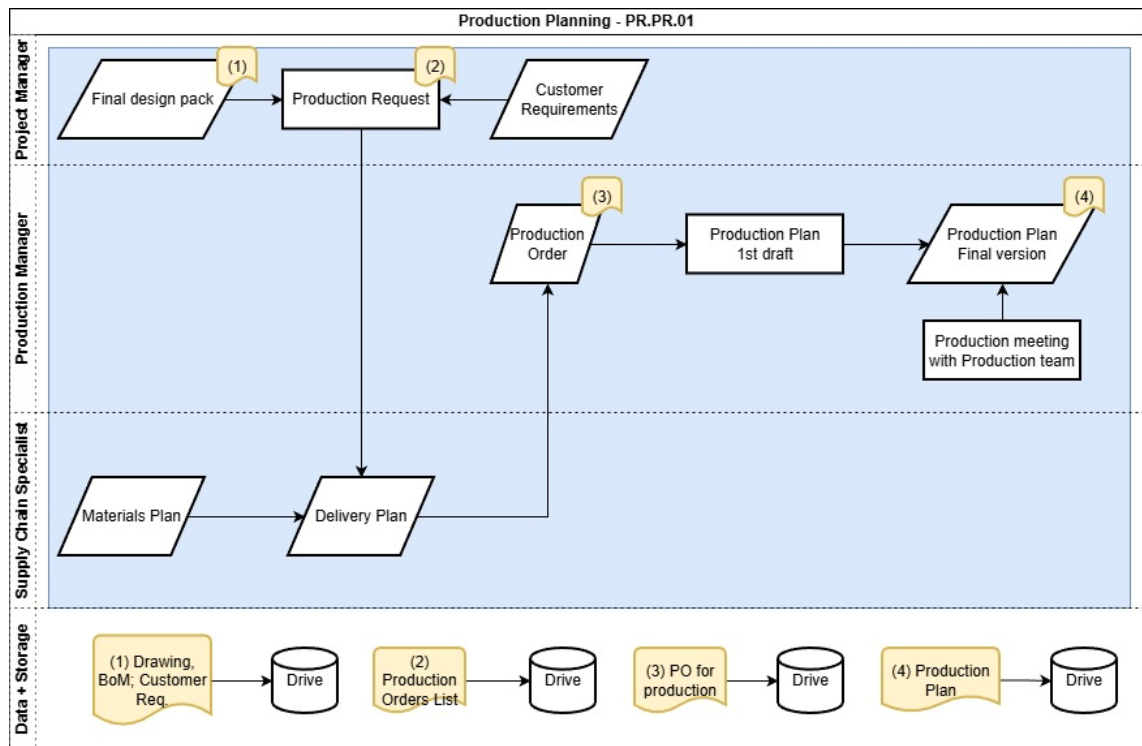 Production Planning - PR.PR.01
Project Manager
(1)
(2)
Final design pack
Production Request
Customer
Requirements
Production Manager
(3)
(4)
Production
Order
Production Plan
1st draft
Production Plan
Final version
Production meeting
with Production team
Supply Chain Specialist
Materials Plan
Delivery Plan
Data + Storage
(1) Drawing,
BoM; Customer
Req.
Drive
(2)
Production
Orders List
Drive
(3) PO for
production
Drive
(4) Production
Plan
Drive